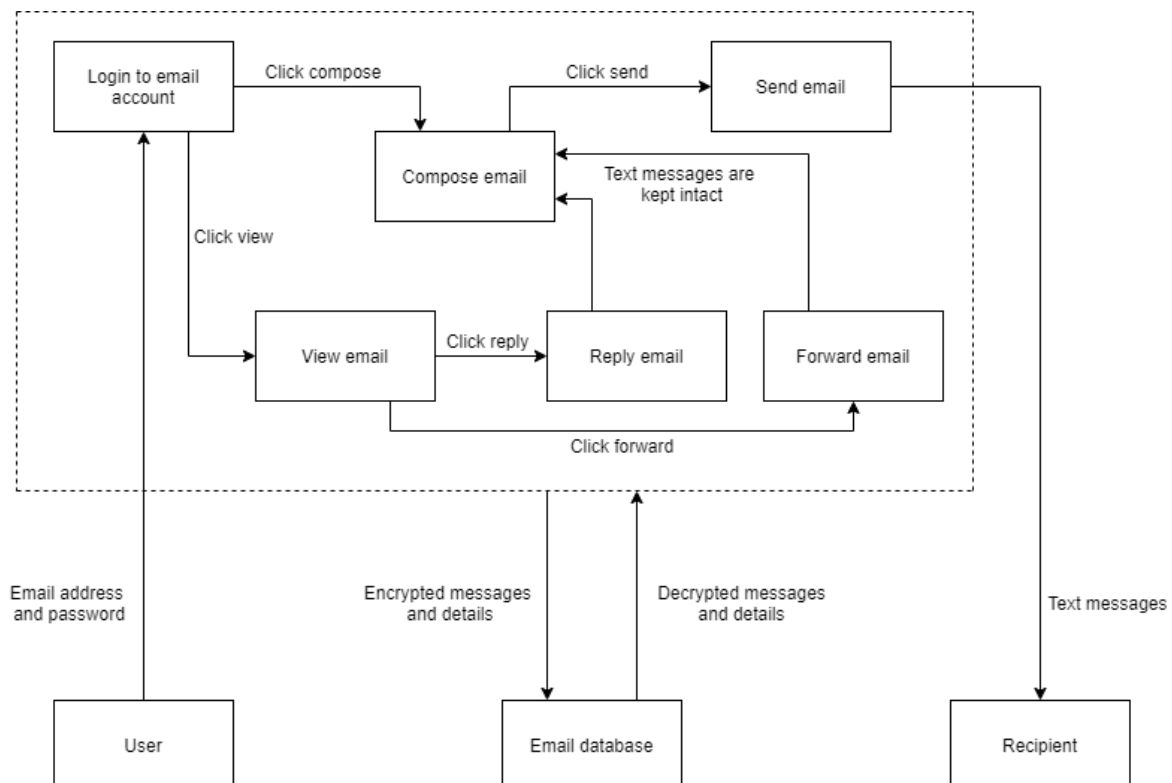 Login to email
account
Click compose
Click send
Send email
Compose email
Text messages are
kept intact
Click view
View email
Click reply
Reply email
Forward email
Click forward
Email address
and password
Encrypted messages
and details
Decrypted messages
and details
Text messages
User
Email database
Recipient